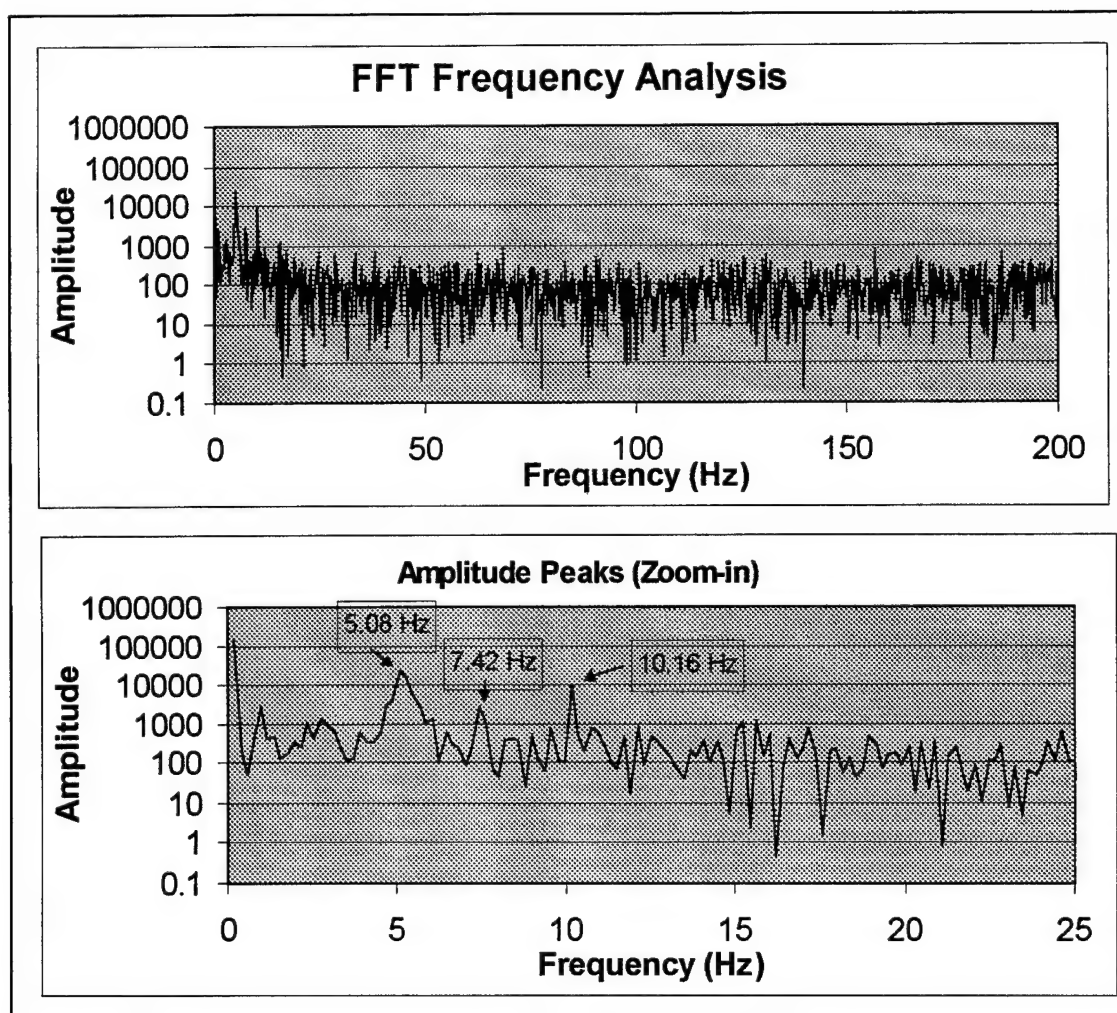 FFT Frequency Analysis
1000000
100000
10000
1000
100
10
1
0.1
Amplitude
0 50 100 150 200
Frequency (Hz)
Amplitude Peaks (Zoom-in)
1000000
100000
10000
1000
100
10
1
0.1
Amplitude
5.08 Hz
7.42 Hz
10.16 Hz
0 5 10 15 20 25
Frequency (Hz)